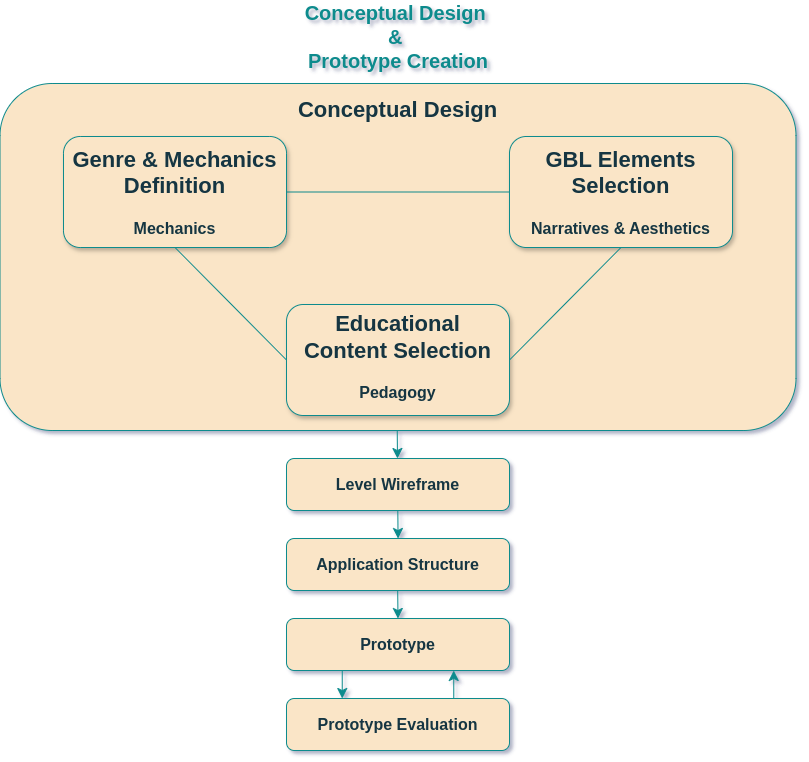 Conceptual Design
&
Prototype Creation
Conceptual Design
Genre & Mechanics
Definition
Mechanics
GBL Elements
Selection
Narratives & Aesthetics
Educational
Content Selection
Pedagogy
Level Wireframe
Application Structure
Prototype
Prototype Evaluation